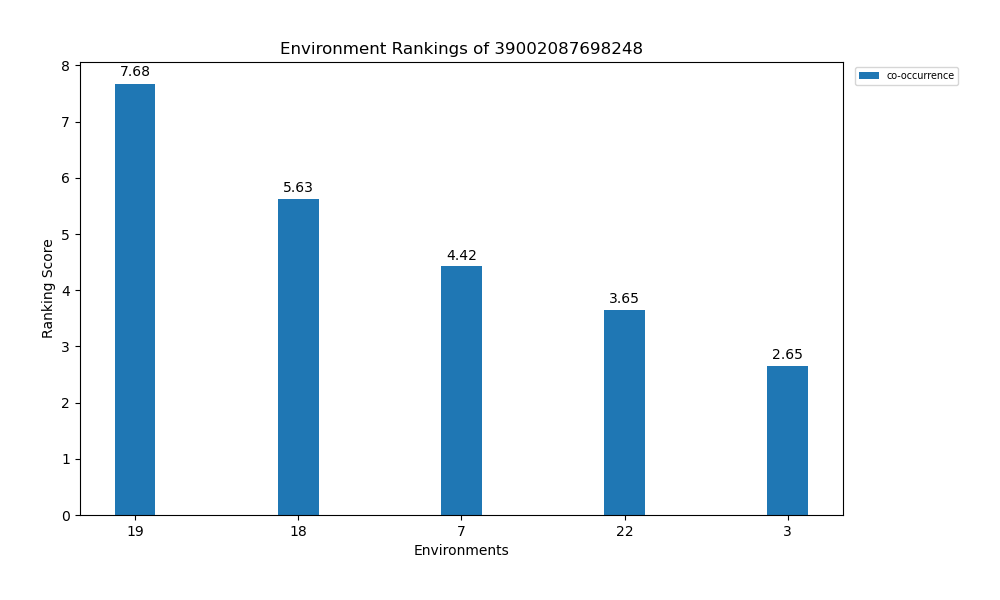 Environment Rankings of 39002087698248
co-occurrence
Ranking Score
8
7
6
5
4
3
2
1
0
7.68
5.63
4.42
3.65
2.65
19 18 7 22 3
Environments